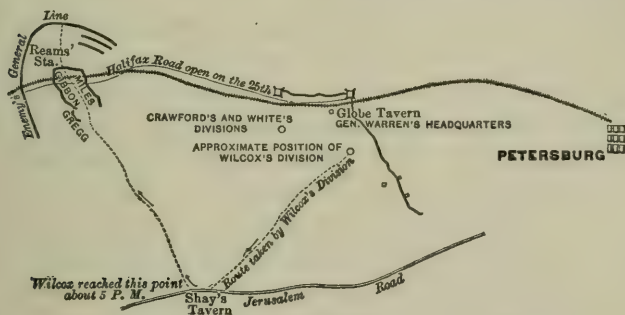 Enemy's General Line
Reams'
Sta.
MILES
GIBBON
GREGG
Halifax Road open on the 25th
CRAWFORD'S AND WHITE'S
DIVISIONS
Globe Tavern
GEN. WARREN'S HEADQUARTERS
APPROXIMATE POSITION OF
WILCOX'S DIVISION
PETERSBURG
Route taken by Wilcox's Division
Wilcox reached this point
about 5 P. M.
Shay's
Tavern
Jerusalem Road